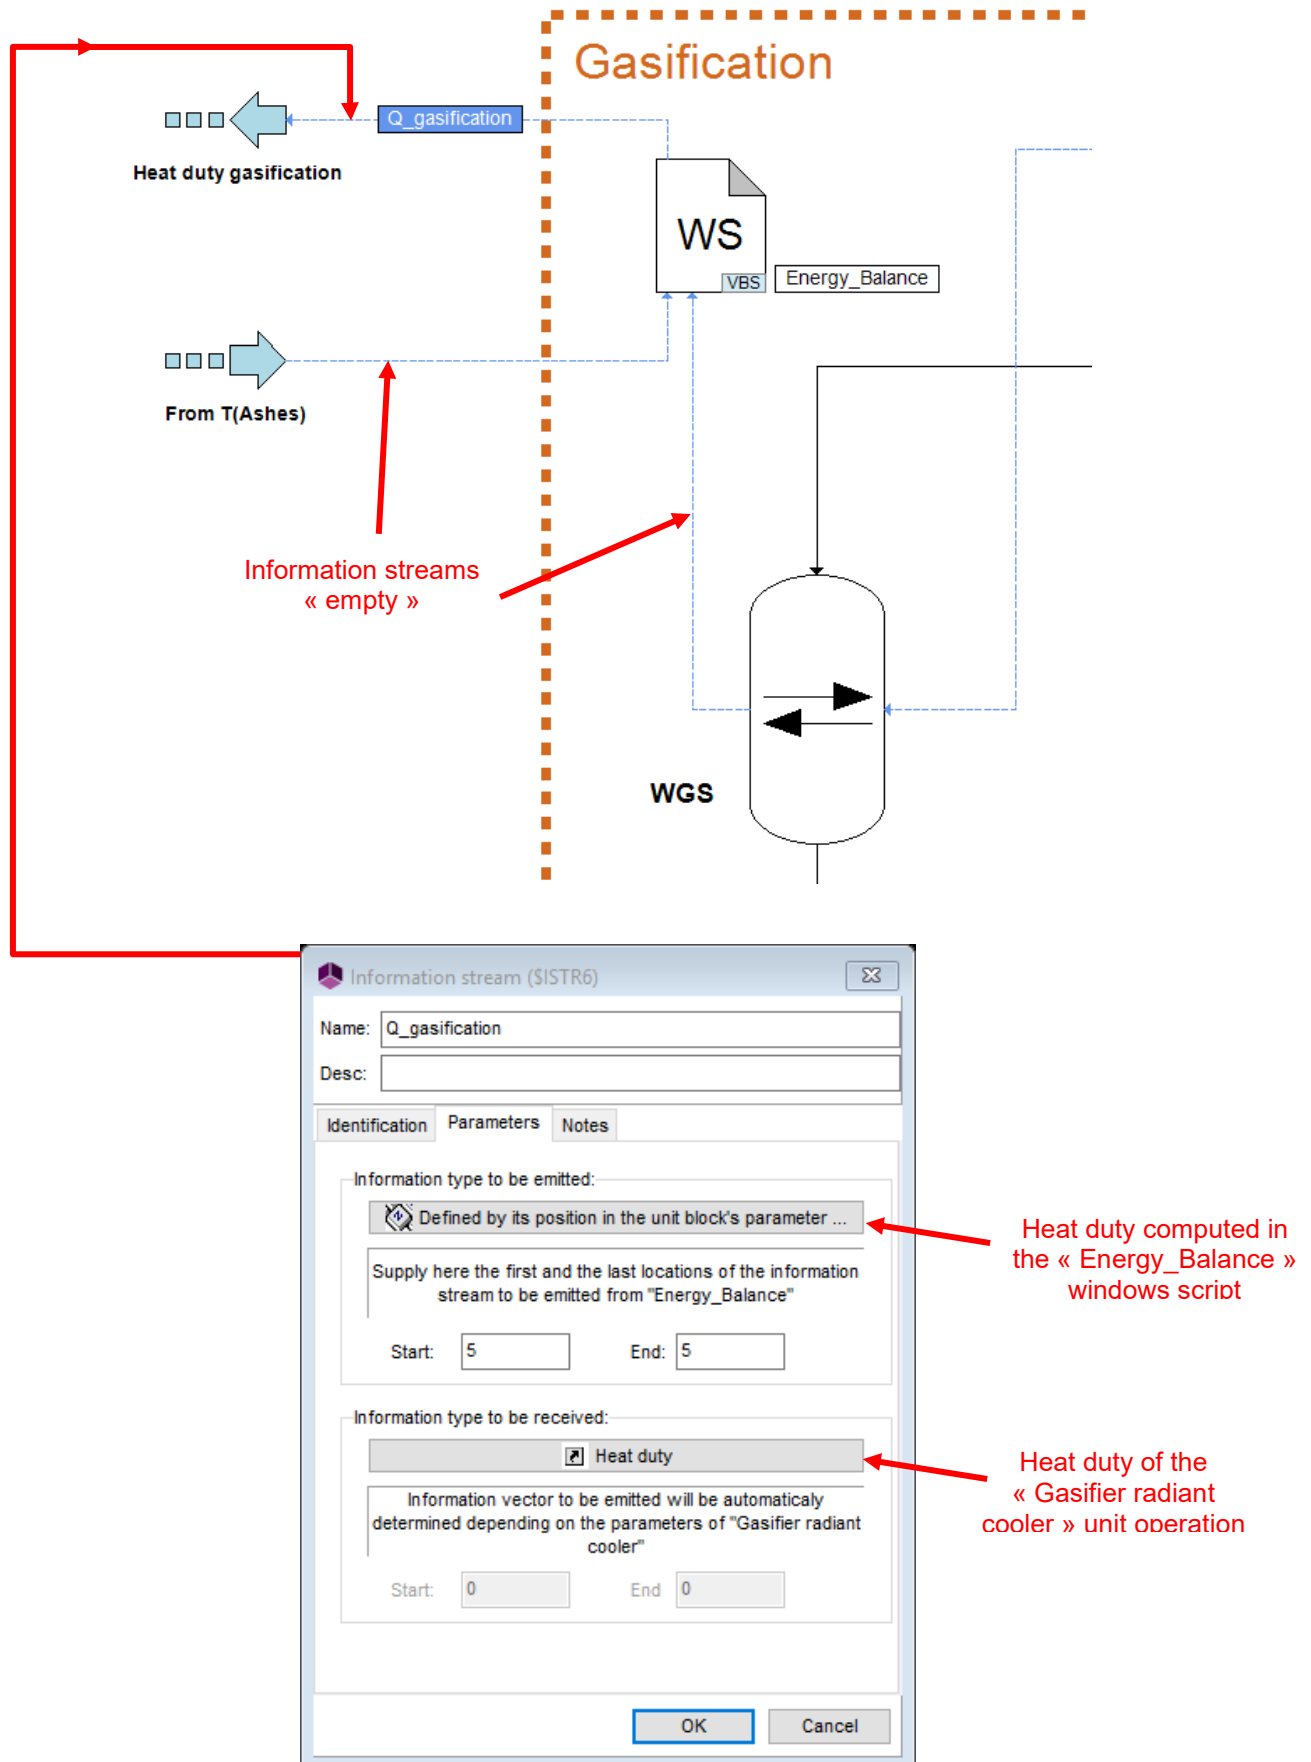 Gasification
Q_gasification
Heat duty gasification
WS
VBS
Energy_Balance
From T(Ashes)
Information streams
« empty »
WGS
Information stream ($ISTR6)
Name:
Q_gasification
Desc:
Identification
Parameters
Notes
Information type to be emitted:
Defined by its position in the unit block's parameter ...
Supply here the first and the last locations of the information
stream to be emitted from "Energy_Balance"
Start:
5
End:
5
Heat duty computed in
the « Energy_Balance »
windows script
Information type to be received:
Heat duty
Information vector to be emitted will be automaticaly
determined depending on the parameters of "Gasifier radiant
cooler"
Start:
0
End
0
Heat duty of the
« Gasifier radiant
cooler » unit operation
OK
Cancel